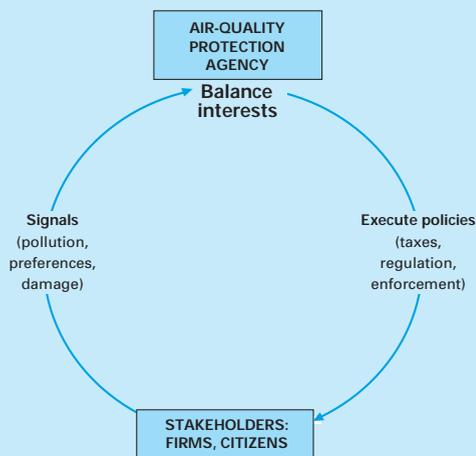 AIR-QUALITY
PROTECTION
AGENCY
Balance
interests
Signals
(pollution,
preferences,
damage)
Execute policies
(taxes,
regulation,
enforcement)
STAKEHOLDERS:
FIRMS, CITIZENS